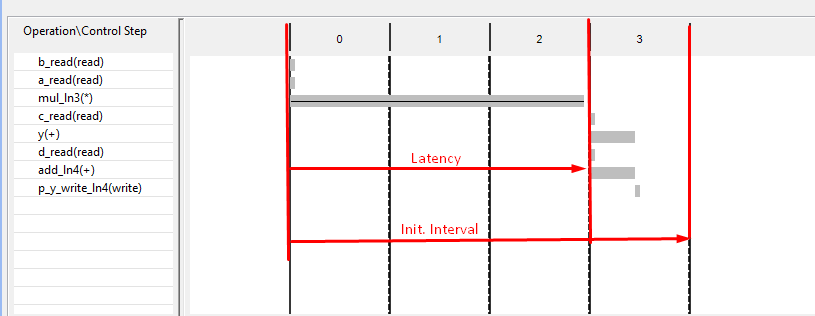 Operation\Control Step
0 1 2 3
b_read(read)
a_read(read)
mul_ln3(*)
c_read(read)
y(+)
d_read(read)
Latency
add_ln4(+)
p_y_write_ln4(write)
Init. Interval